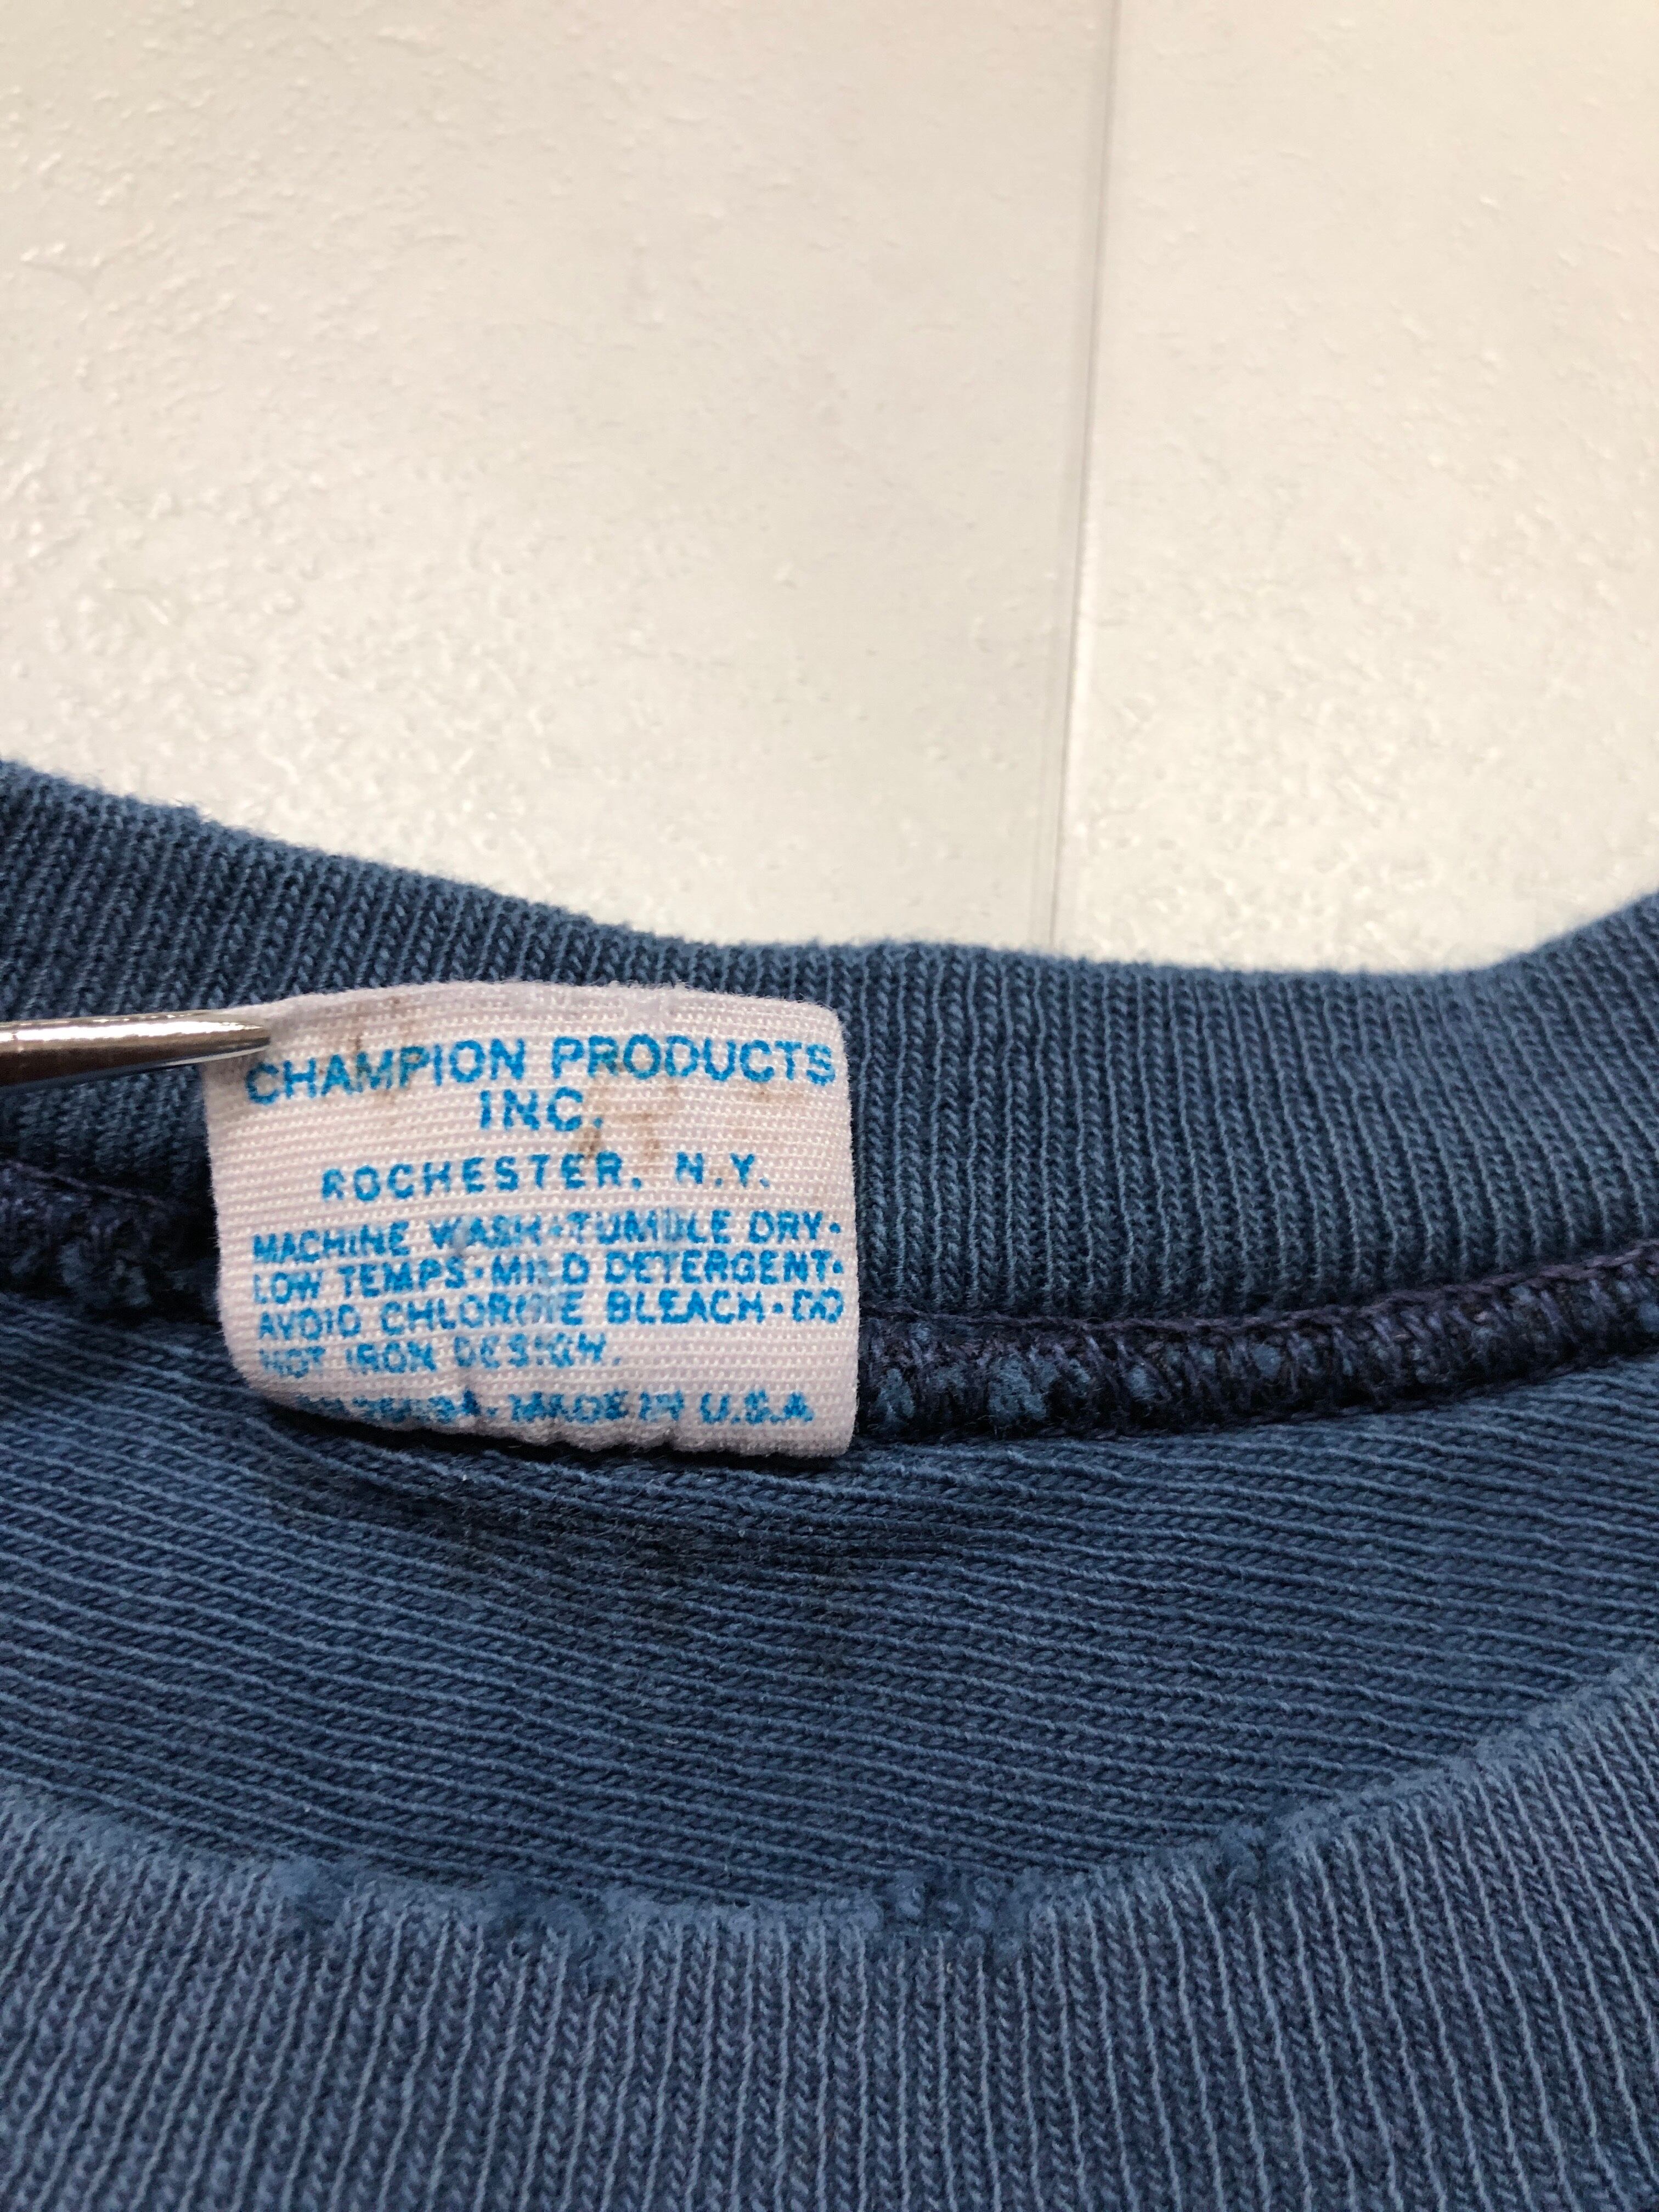 CHAMPION PRODUCTS
INC.
ROCHESTER, N.Y.
MACHINE WASH•TUMBLE DRY•
LOW TEMPS•MILD DETERGENT•
AVOID CHLORINE BLEACH•DO
NOT IRON DESIGN.
MADE IN U.S.A